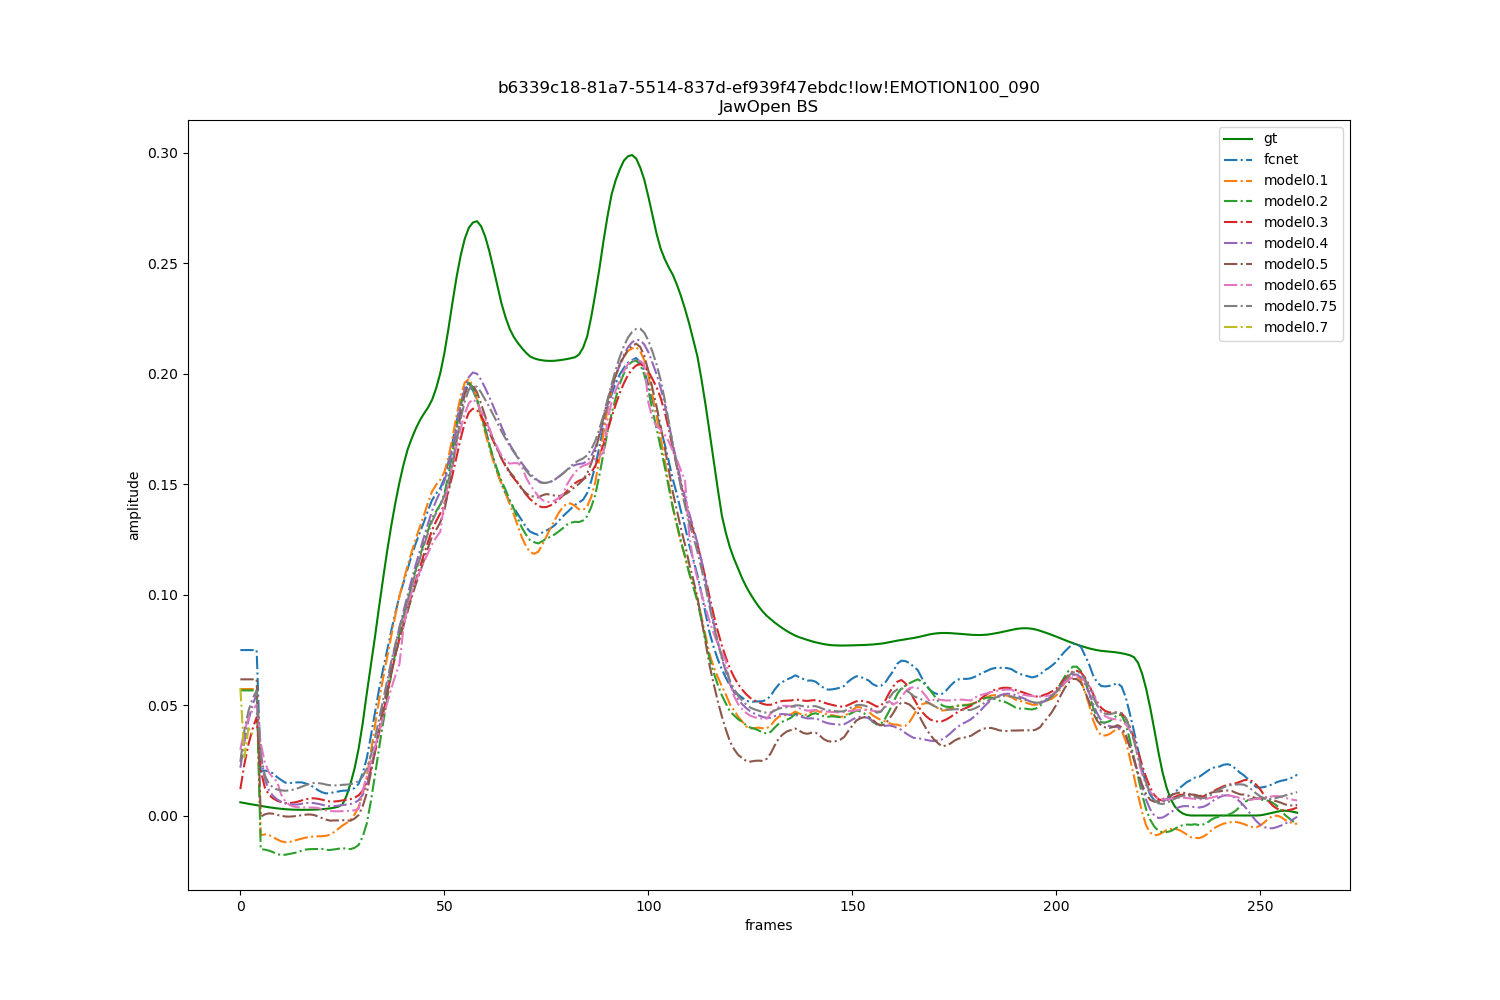 b6339c18-81a7-5514-837d-ef939f47ebdc!low!EMOTION100_090
JawOpen BS
gt
fcnet
model0.1
model0.2
model0.3
model0.4
model0.5
model0.65
model0.75
model0.7
0.30
0.25
0.20
0.15
0.10
0.05
0.00
amplitude
0 50 100 150 200 250
frames